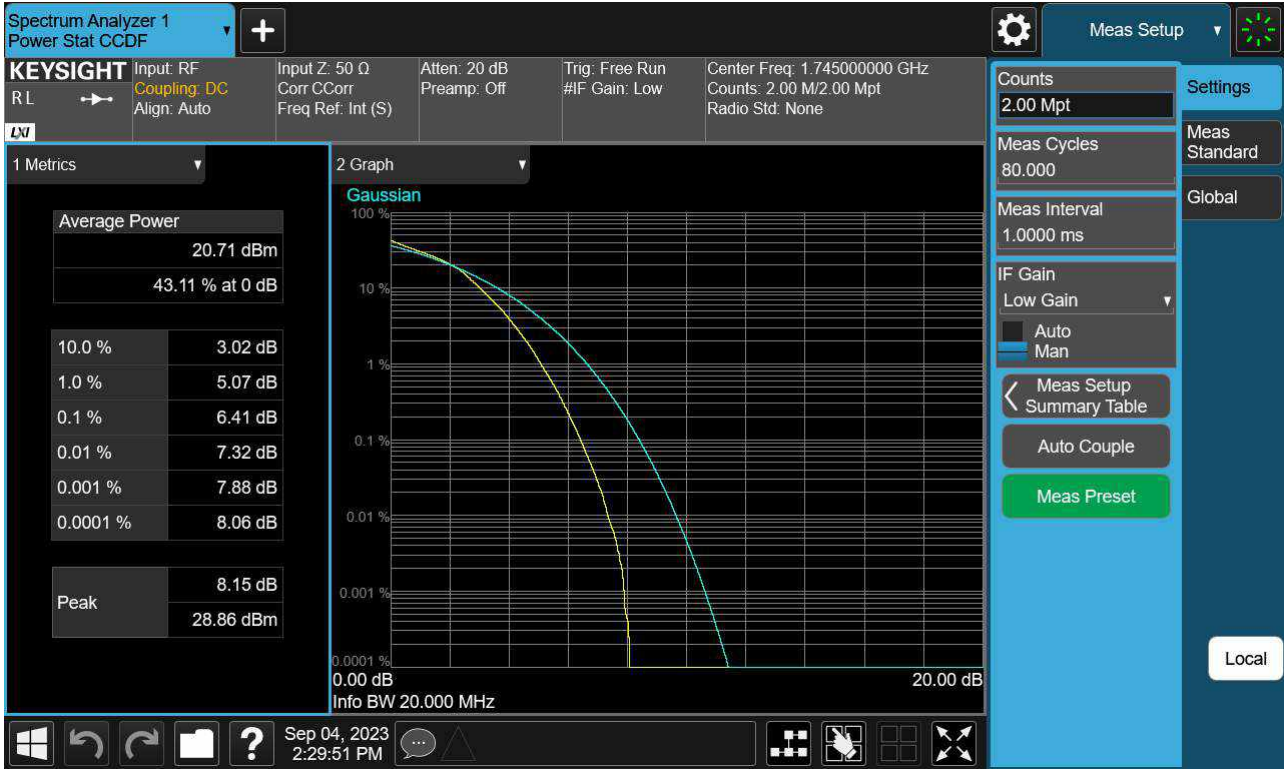 Spectrum Analyzer 1
Power Stat CCDF
+
Meas Setup
KEYSIGHT
RL
LXI
Input: RF
Coupling: DC
Align: Auto
Input Z: 50 Ω
Corr CCorr
Freq Ref: Int (S)
Atten: 20 dB
Preamp: Off
Trig: Free Run
#IF Gain: Low
Center Freq: 1.745000000 GHz
Counts: 2.00 M/2.00 Mpt
Radio Std: None
1 Metrics
Average Power
20.71 dBm
43.11 % at 0 dB
10.0 % 3.02 dB
1.0 % 5.07 dB
0.1 % 6.41 dB
0.01 % 7.32 dB
0.001 % 7.88 dB
0.0001 % 8.06 dB
Peak
8.15 dB
28.86 dBm
2 Graph
Gaussian
100 %
10 %
1 %
0.1 %
0.01 %
0.001 %
0.0001 %
0.00 dB 20.00 dB
Info BW 20.000 MHz
Counts
2.00 Mpt
Meas Cycles
80.000
Meas Interval
1.0000 ms
IF Gain
Low Gain
Auto
Man
Meas Setup
Summary Table
Auto Couple
Meas Preset
Settings
Meas
Standard
Global
Local
?
Sep 04, 2023
2:29:51 PM